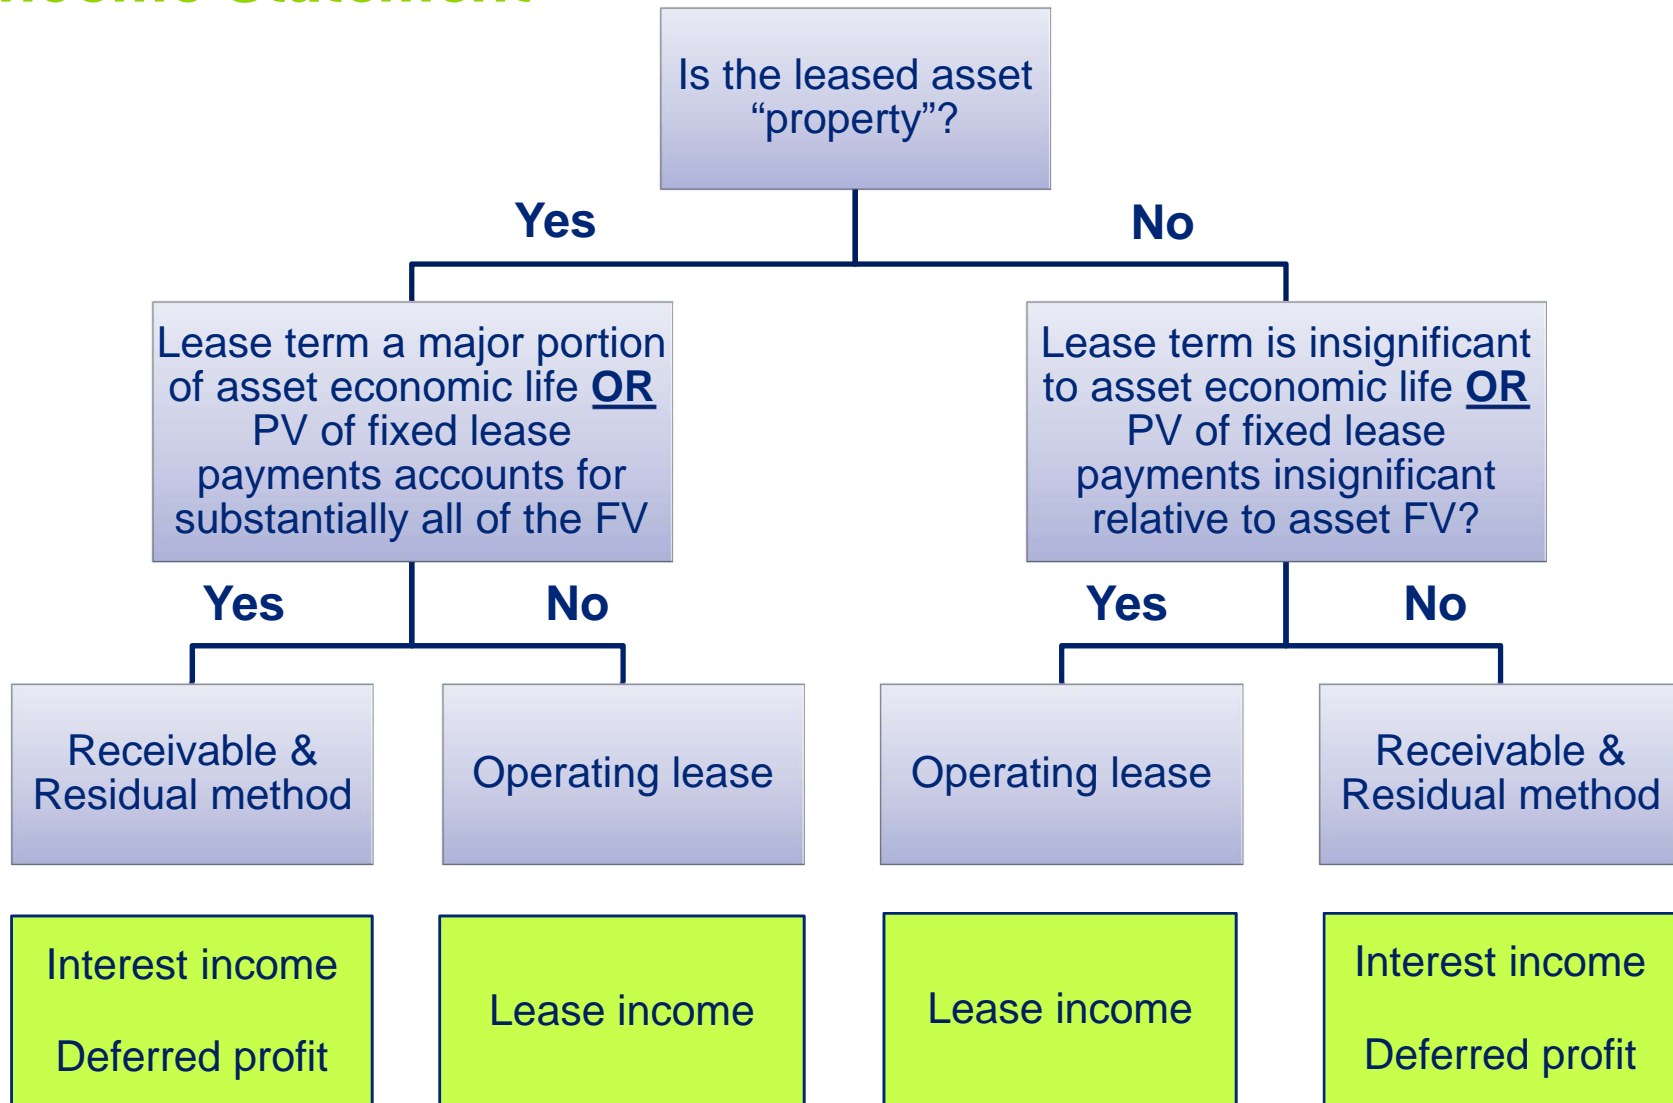 Statement
Is the leased asset
“property”?
Yes
No
Lease term a major portion
of asset economic life OR
PV of fixed lease
payments accounts for
substantially all of the FV
Lease term is insignificant
to asset economic life OR
PV of fixed lease
payments insignificant
relative to asset FV?
Yes
No
Yes
No
Receivable &
Residual method
Operating lease
Operating lease
Receivable &
Residual method
Interest income
Deferred profit
Lease income
Lease income
Interest income
Deferred profit